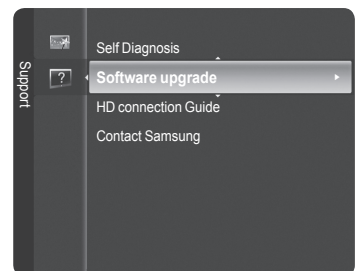 Support
Self Diagnosis
Software upgrade
HD connection Guide
Contact Samsung